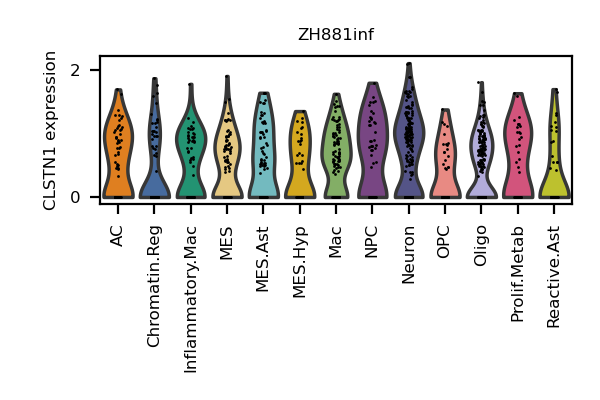 ZH881inf
CLSTN1 expression
2
0
AC
Chromatin.Reg
Inflammatory.Mac
MES
MES.Ast
MES.Hyp
Mac
NPC
Neuron
OPC
Oligo
Prolif.Metab
Reactive.Ast